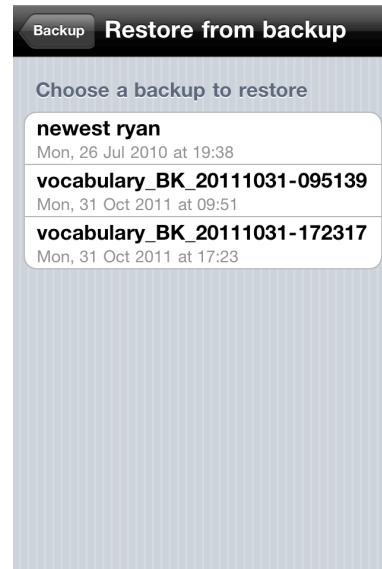 Backup Restore from backup
Choose a backup to restore
newest ryan
Mon, 26 Jul 2010 at 19:38
vocabulary_BK_20111031-095139
Mon, 31 Oct 2011 at 09:51
vocabulary_BK_20111031-172317
Mon, 31 Oct 2011 at 17:23